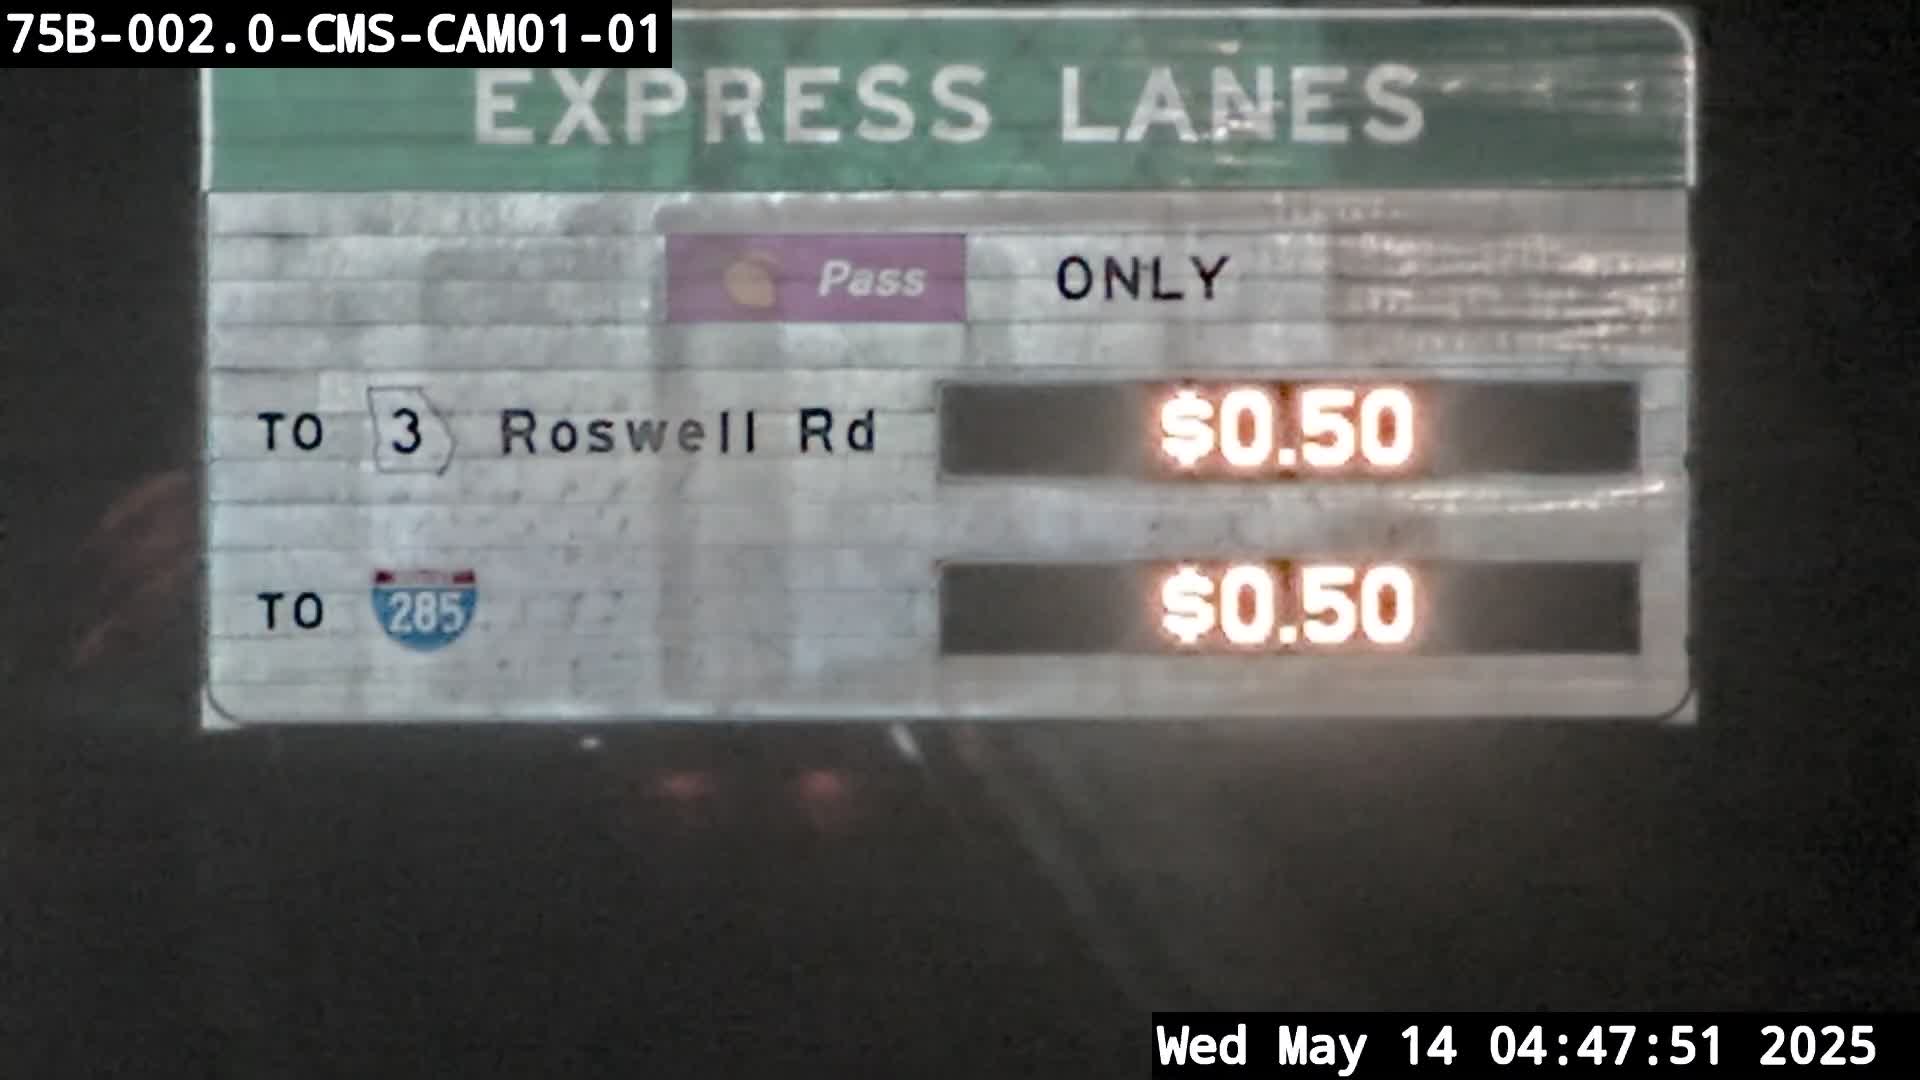 75B-002.0-CMS-CAM01-01
EXPRESS LANES
Pass ONLY
TO 3 Roswell Rd $0.50
TO 285 $0.50
Wed May 14 04:47:51 2025